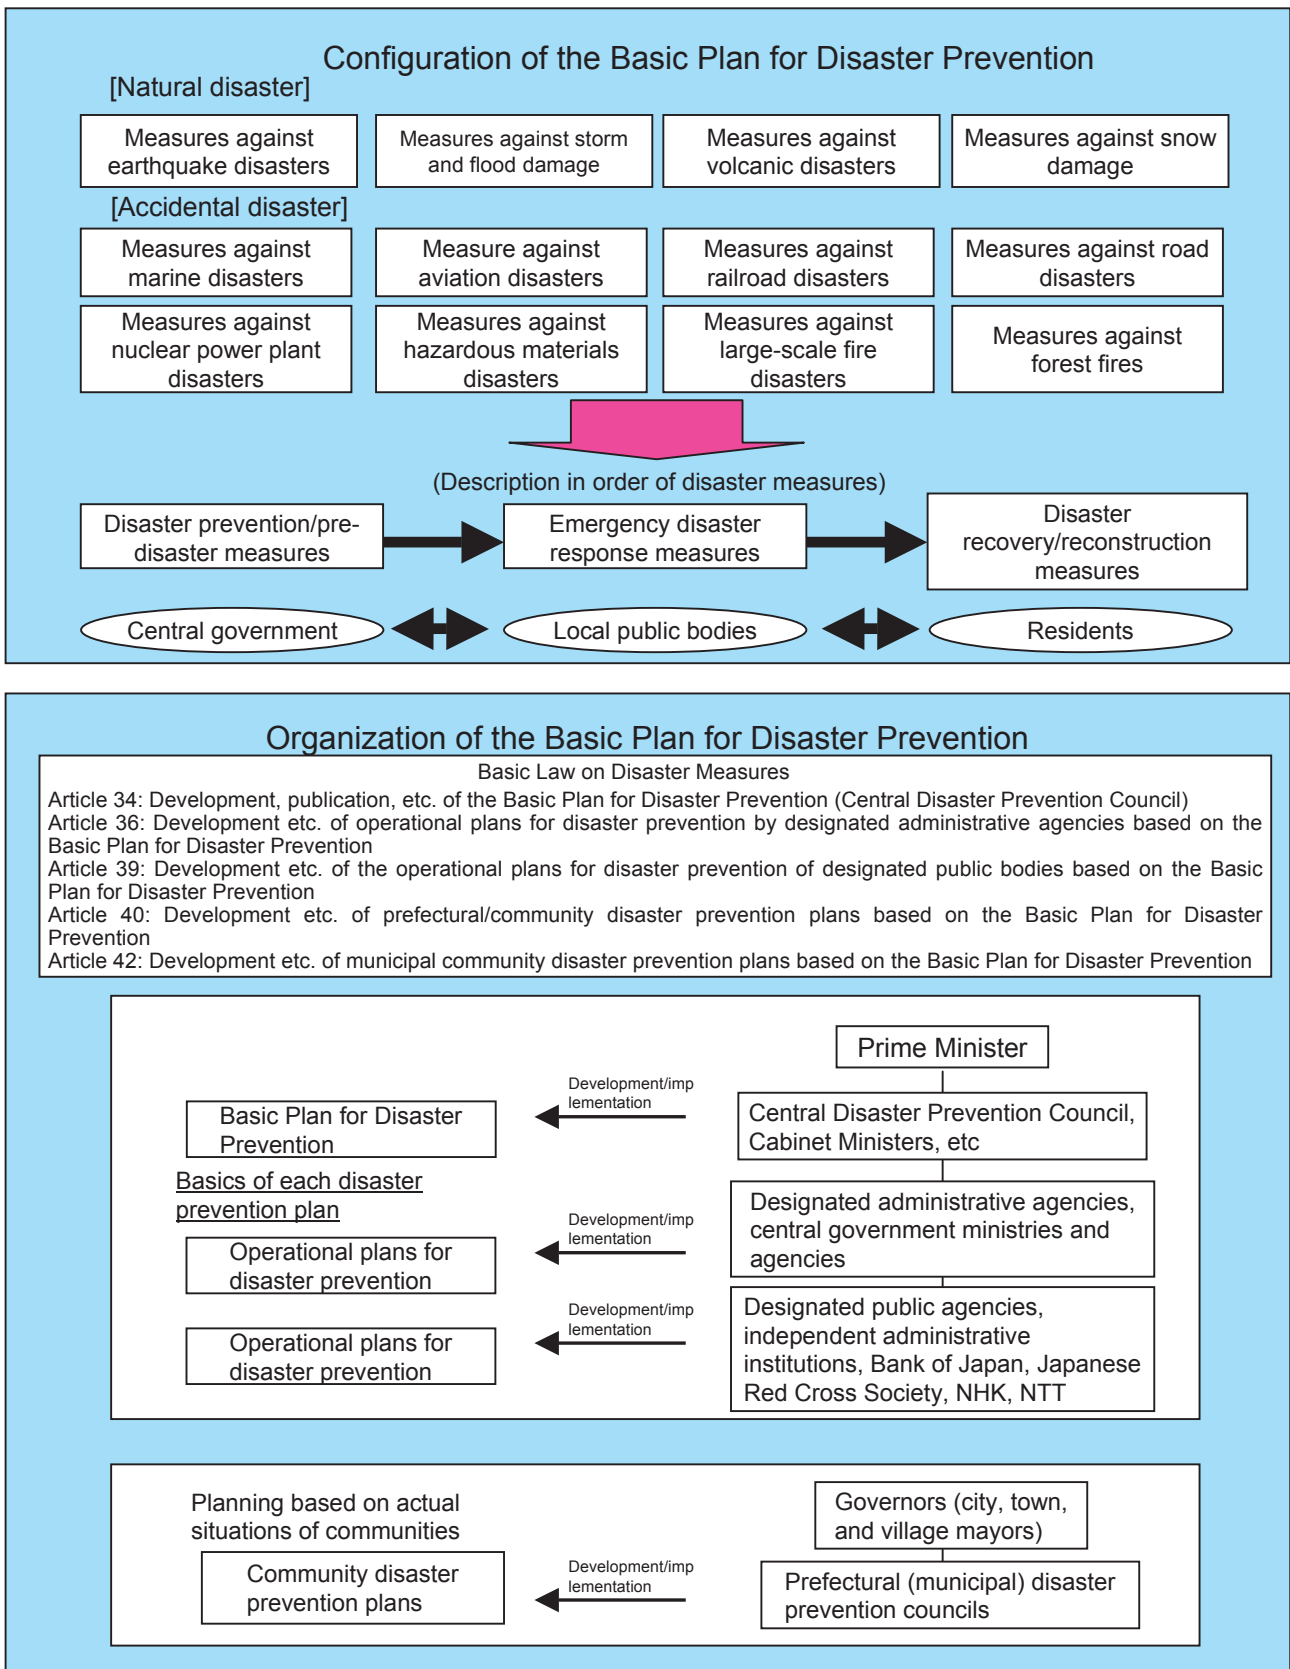 Configuration of the Basic Plan for Disaster Prevention
[Natural disaster]
Measures against
earthquake disasters
Measures against storm
and flood damage
Measures against
volcanic disasters
Measures against snow
damage
[Accidental disaster]
Measures against
marine disasters
Measure against
aviation disasters
Measures against
railroad disasters
Measures against road
disasters
Measures against
nuclear power plant
disasters
Measures against
hazardous materials
disasters
Measures against
large-scale fire
disasters
Measures against
forest fires
(Description in order of disaster measures)
Disaster prevention/pre-
disaster measures
Emergency disaster
response measures
Disaster
recovery/reconstruction
measures
Central government
Local public bodies
Residents
Organization of the Basic Plan for Disaster Prevention
Basic Law on Disaster Measures
Article 34: Development, publication, etc. of the Basic Plan for Disaster Prevention (Central Disaster Prevention Council)
Article 36: Development etc. of operational plans for disaster prevention by designated administrative agencies based on the
Basic Plan for Disaster Prevention
Article 39: Development etc. of the operational plans for disaster prevention of designated public bodies based on the Basic
Plan for Disaster Prevention
Article 40: Development etc. of prefectural/community disaster prevention plans based on the Basic Plan for Disaster
Prevention
Article 42: Development etc. of municipal community disaster prevention plans based on the Basic Plan for Disaster Prevention
Prime Minister
Basic Plan for Disaster
Prevention
Development/imp
lementation
Central Disaster Prevention Council,
Cabinet Ministers, etc
Basics of each disaster
prevention plan
Operational plans for
disaster prevention
Development/imp
lementation
Designated administrative agencies,
central government ministries and
agencies
Operational plans for
disaster prevention
Development/imp
lementation
Designated public agencies,
independent administrative
institutions, Bank of Japan, Japanese
Red Cross Society, NHK, NTT
Planning based on actual
situations of communities
Governors (city, town,
and village mayors)
Community disaster
prevention plans
Development/imp
lementation
Prefectural (municipal) disaster
prevention councils